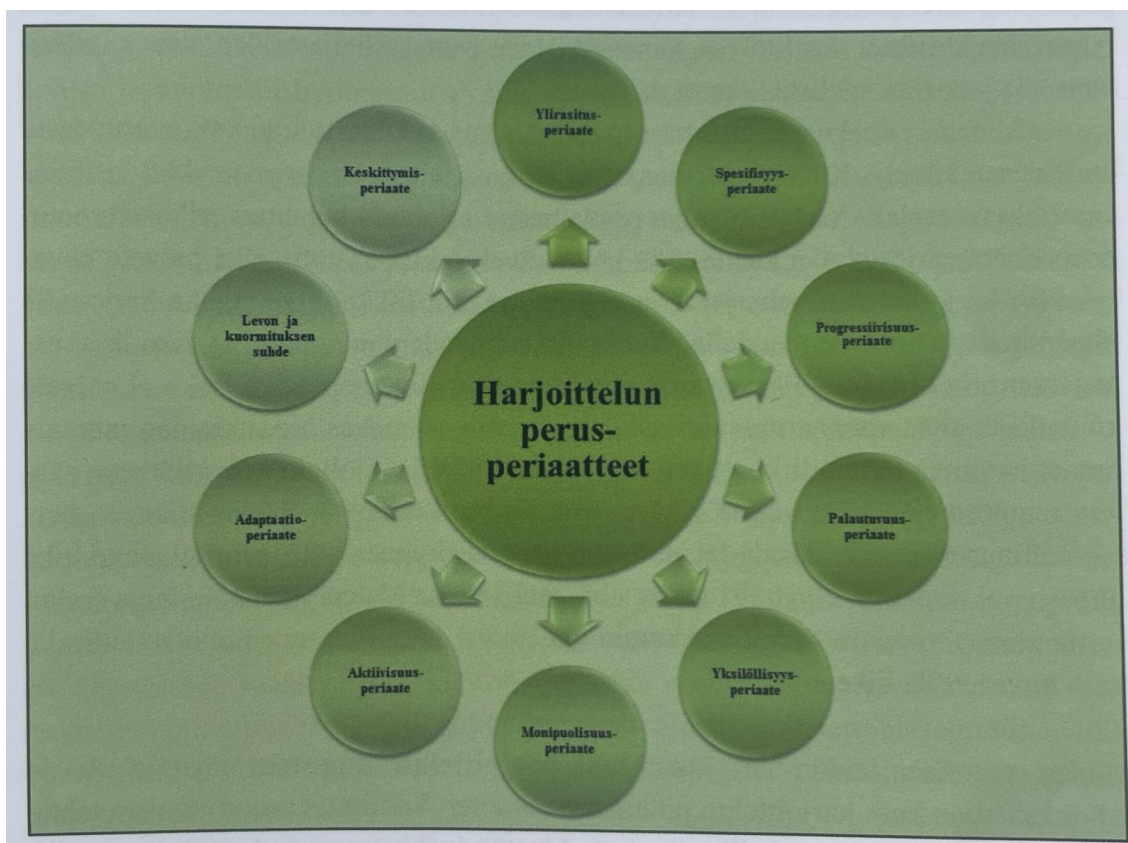 Ylirasitus-
periaate
Spesifisyys-
periaate
Progressiivisuus-
periaate
Palautuvuus-
periaate
Yksilöllisyys-
periaate
Monipuolisuus-
periaate
Aktiivisuus-
periaate
Adaptaatio-
periaate
Levon ja
kuormituksen
suhde
Keskittymis-
periaate
Harjoittelun
perus-
periaatteet